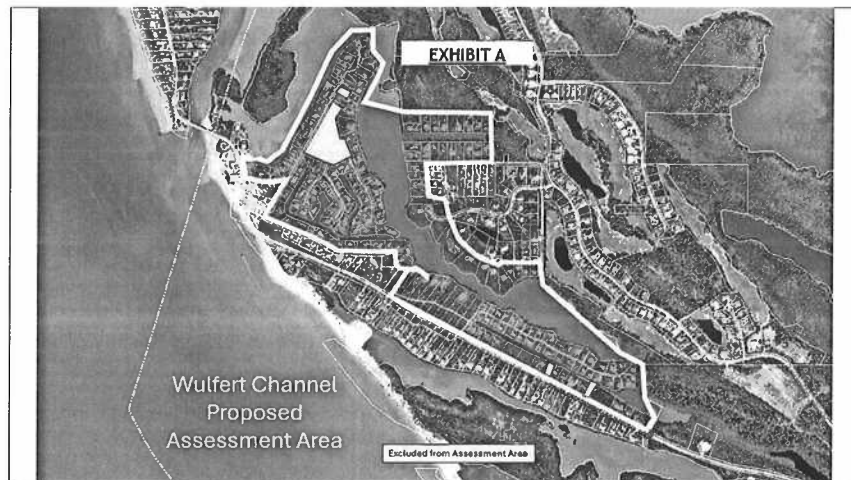 EXHIBIT A
Wulfert Channel
Proposed
Assessment Area
Excluded from Assessment Area